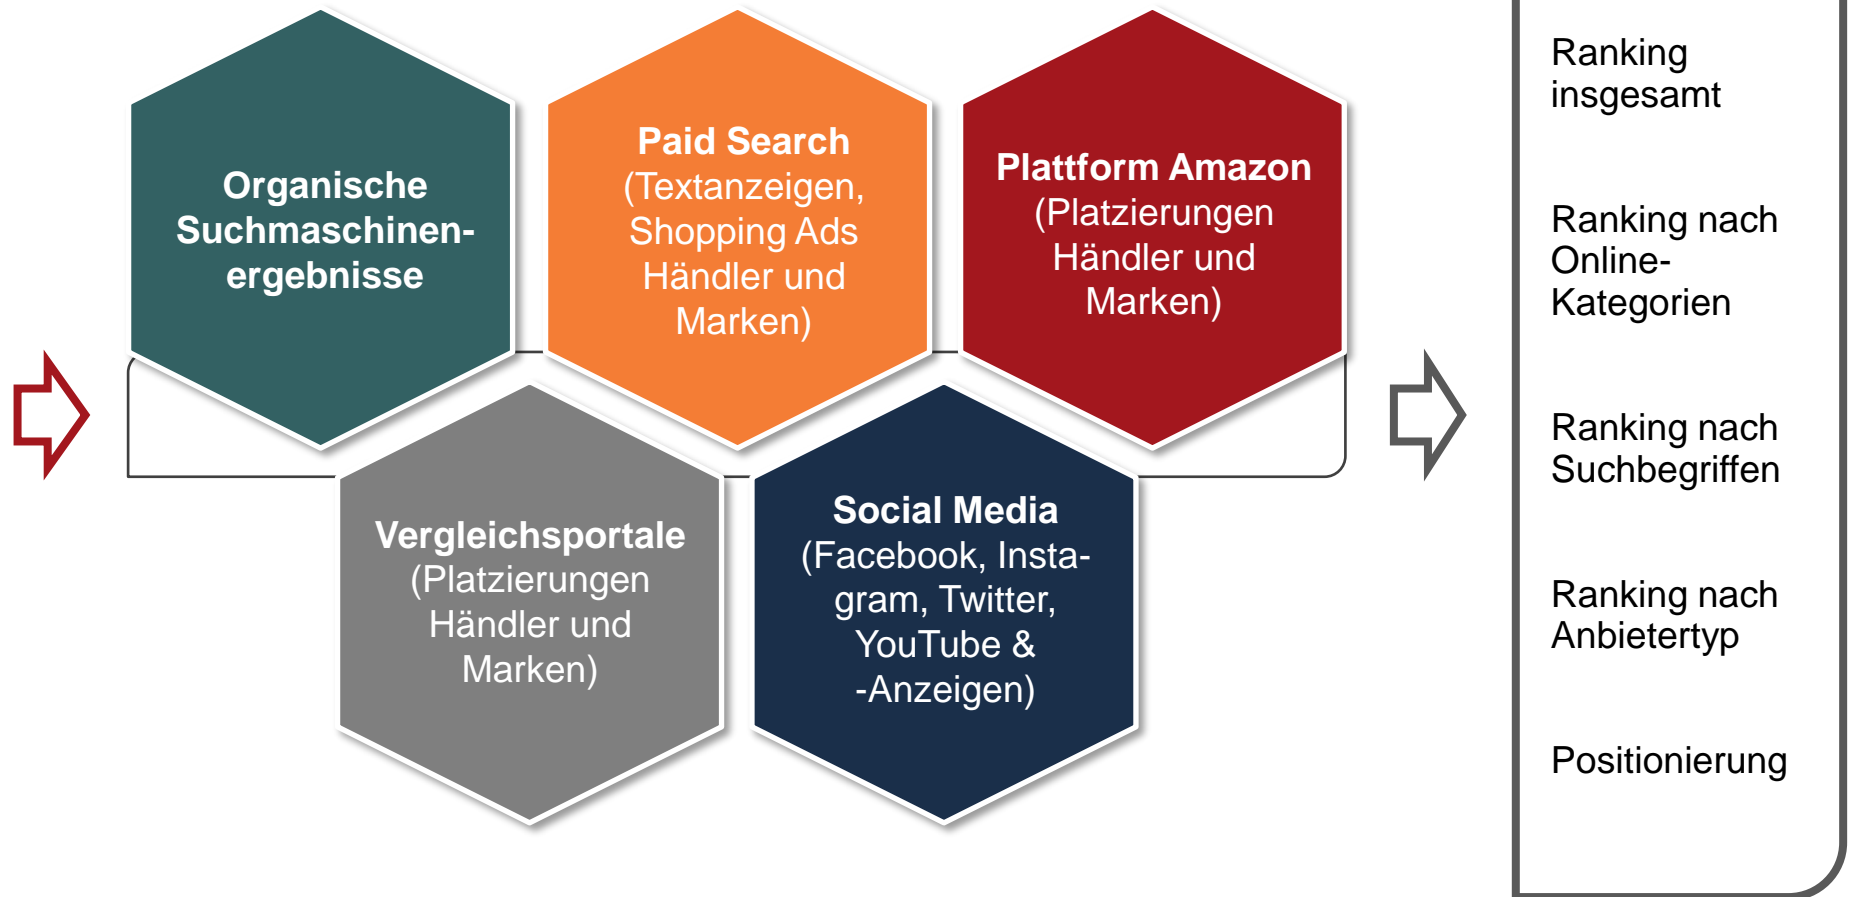 Organische
Suchmaschinen-
ergebnisse
Paid Search
(Textanzeigen,
Shopping Ads
Händler und
Marken)
Plattform Amazon
(Platzierungen
Händler und
Marken)
Vergleichsportale
(Platzierungen
Händler und
Marken)
Social Media
(Facebook, Insta-
gram, Twitter,
YouTube &
-Anzeigen)
Ranking
insgesamt
Ranking nach
Online-
Kategorien
Ranking nach
Suchbegriffen
Ranking nach
Anbietertyp
Positionierung